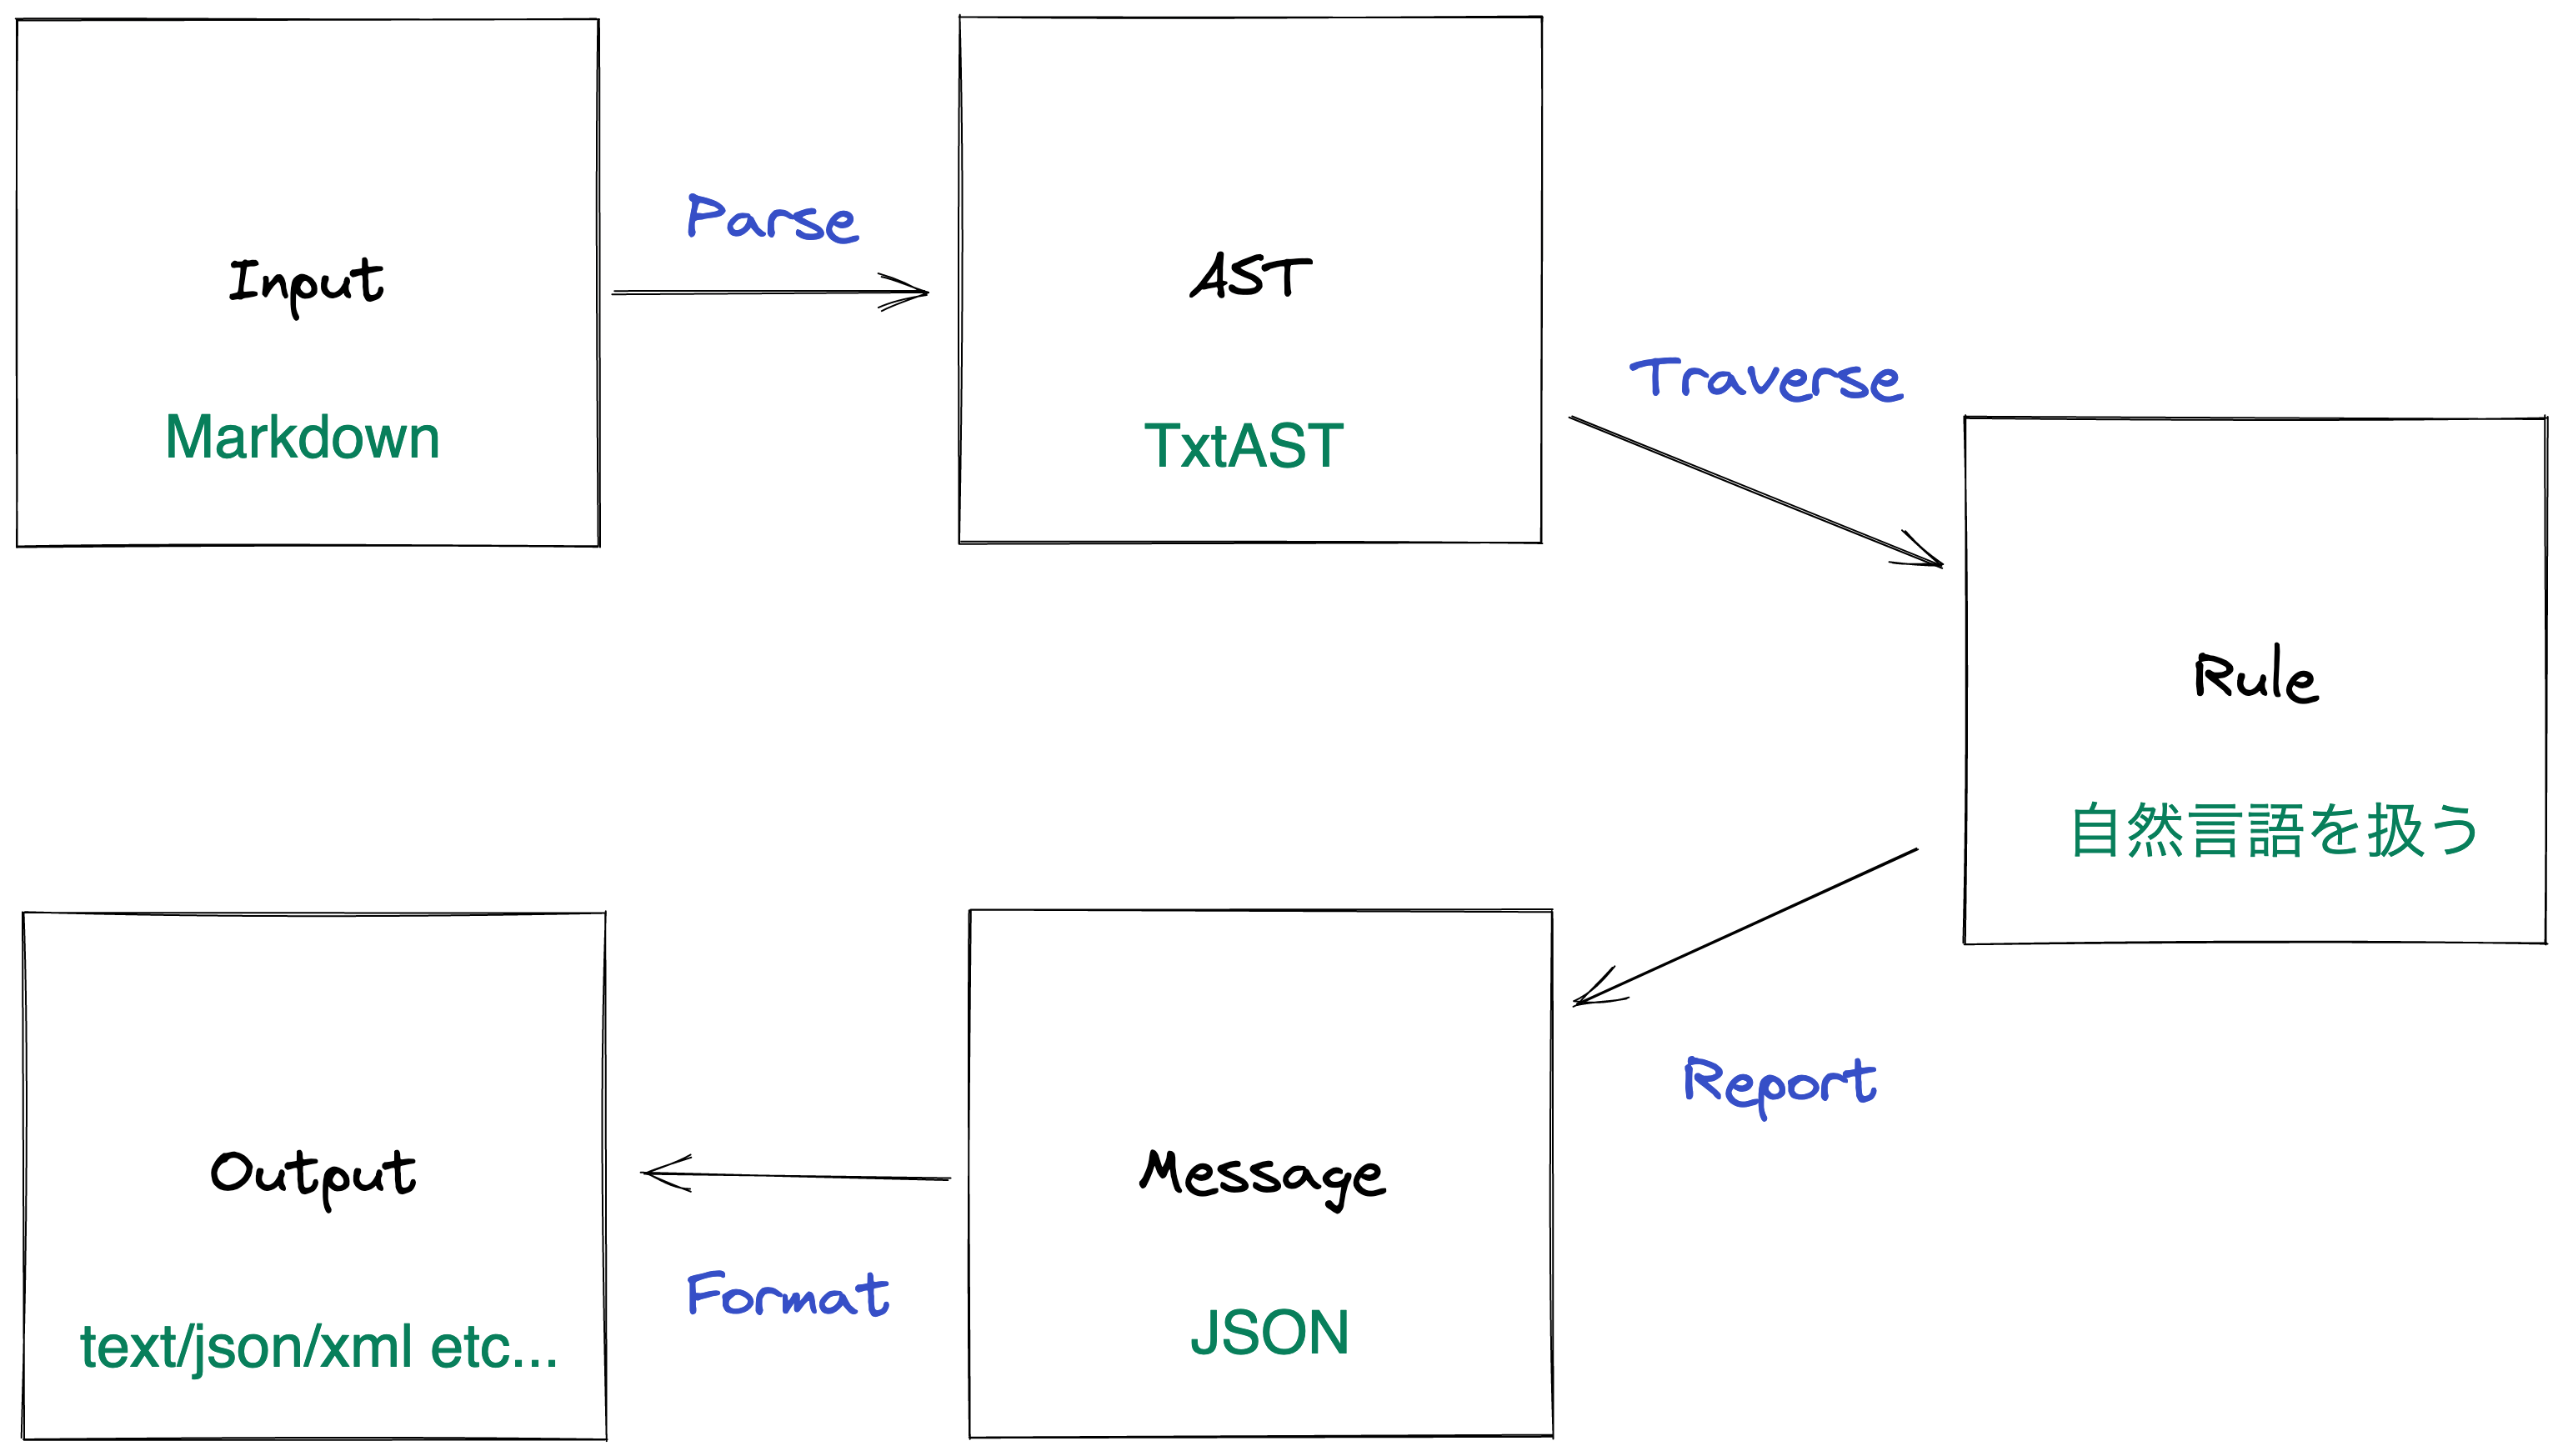 Input
Markdown
Parse
AST
TxtAST
Traverse
Rule
自然言語を扱う
Report
Message
JSON
Format
Output
text/json/xml etc...